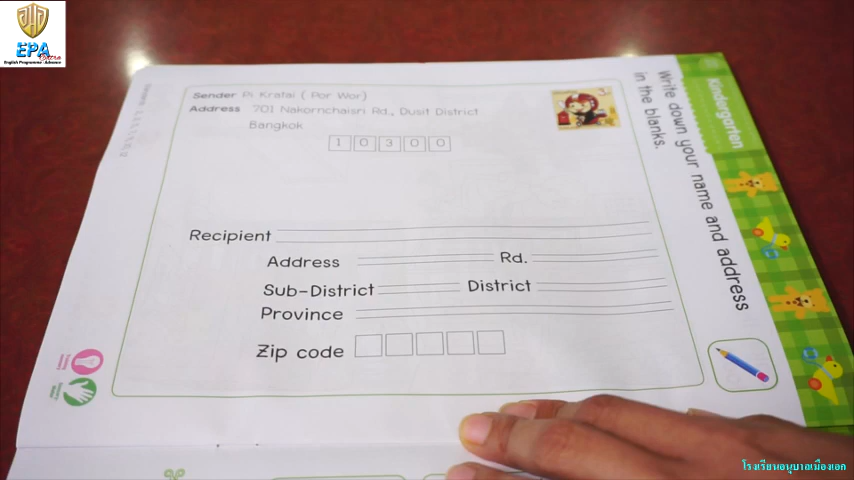 EPA
extra
English Programme : Advance
Sender Pi Kratai ( Por Wor)
Address 701 Nakornchaisri Rd., Dusit District
Bangkok
1 0 3 0 0
Recipient
Address Rd.
Sub-District District
Province
Zip code
Write down your name and address
in the blanks.
Kindergarten
โรงเรียนอนุบาลเมืองเอก